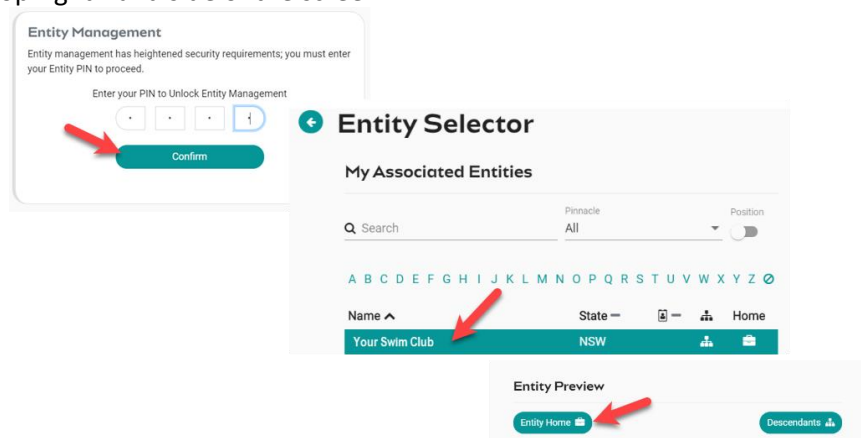 Entity Management
Entity management has heightened security requirements; you must enter
your Entity PIN to proceed.
Enter your PIN to Unlock Entity Management
Confirm
Entity Selector
My Associated Entities
Pinnacle
Position
Search
All
A B C D E F G H I J K L M N O P Q R S T U V W X Y Z
Name
State
Home
Your Swim Club
NSW
Entity Preview
Entity Home
Descendants